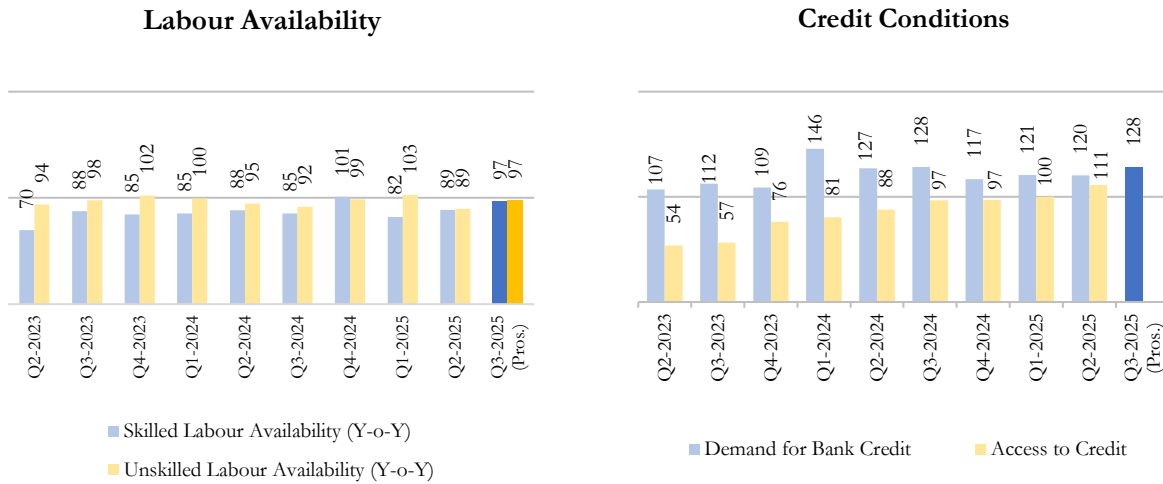 Labour Availability
70
94
88
98
85
102
85
100
88
95
85
92
101
99
82
103
89
89
97
97
Q2-2023
Q3-2023
Q4-2023
Q1-2024
Q2-2024
Q3-2024
Q4-2024
Q1-2025
Q2-2025
Q3-2025
(Pros.)
Skilled Labour Availability (Y-o-Y)
Unskilled Labour Availability (Y-o-Y)
Credit Conditions
107
54
112
57
109
76
146
81
127
88
128
97
117
97
121
100
120
111
128
Q2-2023
Q3-2023
Q4-2023
Q1-2024
Q2-2024
Q3-2024
Q4-2024
Q1-2025
Q2-2025
Q3-2025
(Pros.)
Demand for Bank Credit
Access to Credit